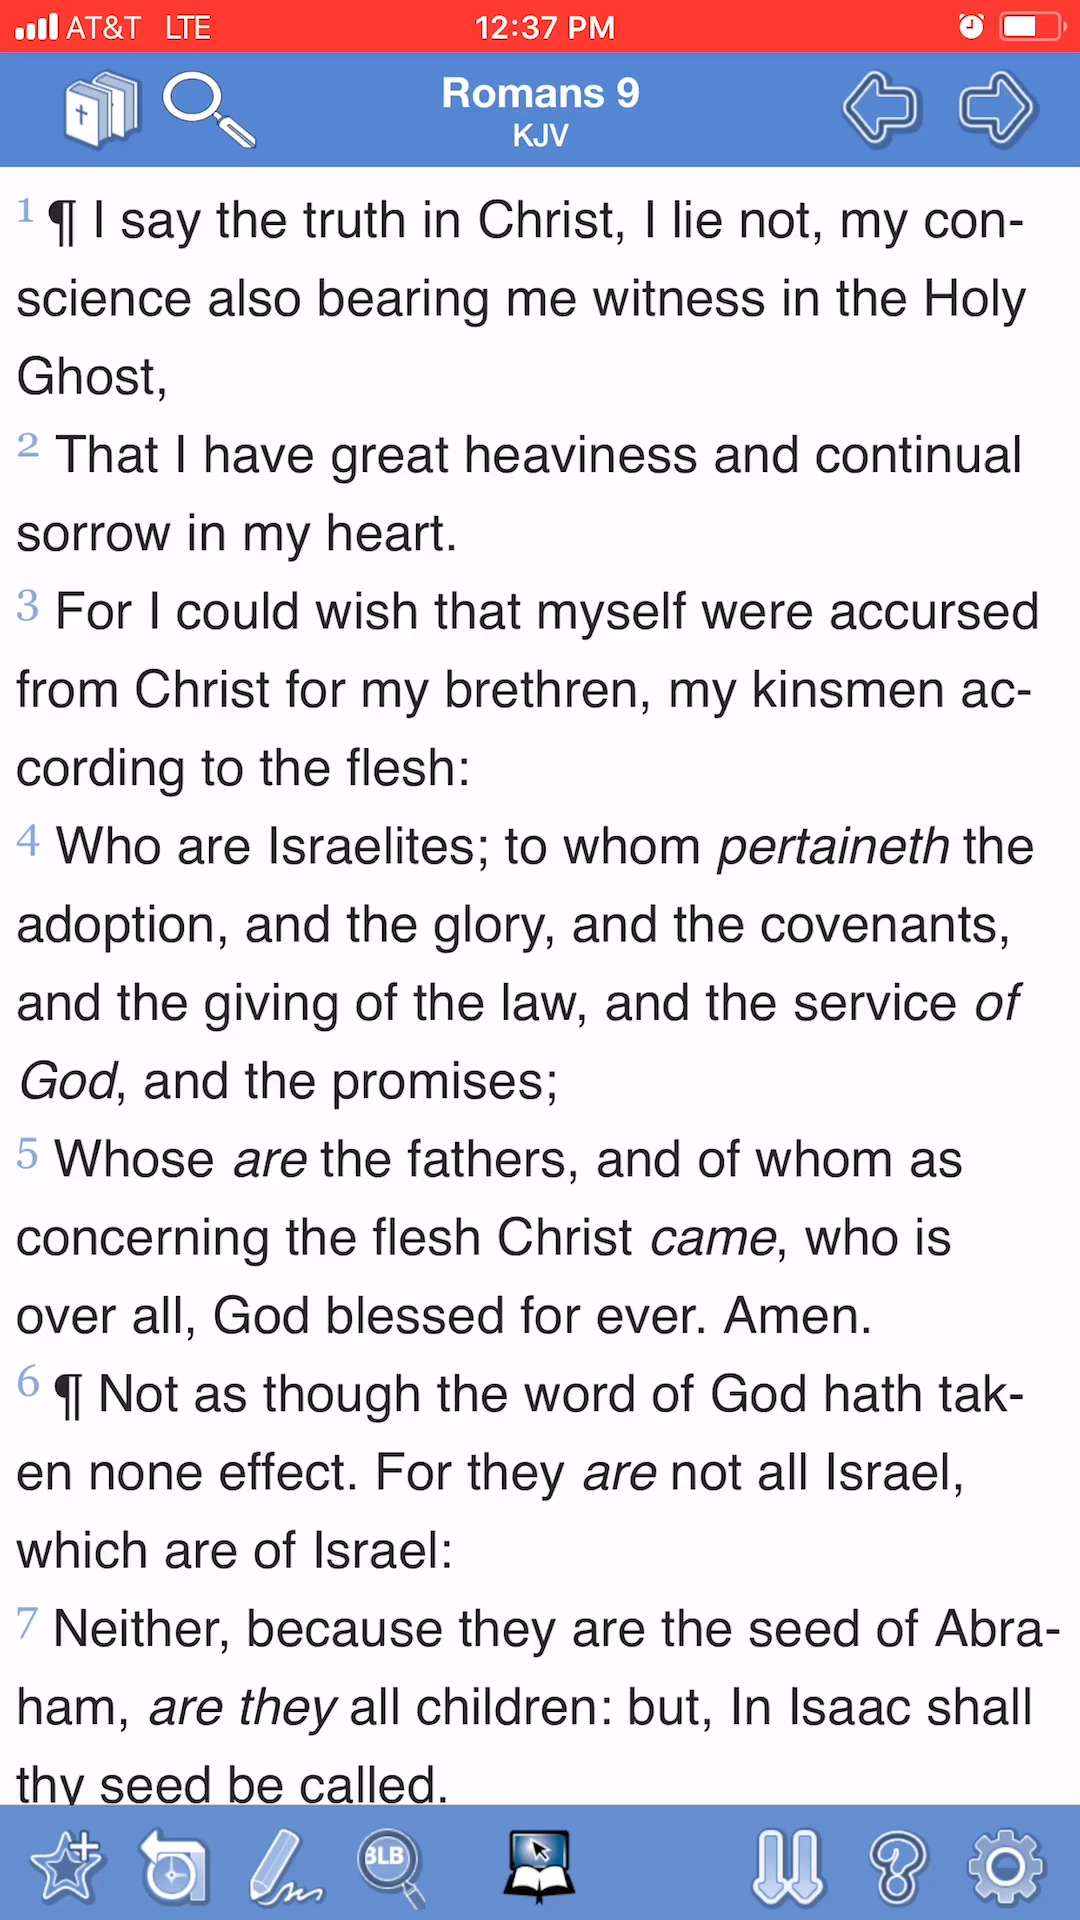 AT&T LTE 12:37 PM
Romans 9
KJV
1 ¶ I say the truth in Christ, I lie not, my con-
science also bearing me witness in the Holy
Ghost,
2 That I have great heaviness and continual
sorrow in my heart.
3 For I could wish that myself were accursed
from Christ for my brethren, my kinsmen ac-
cording to the flesh:
4 Who are Israelites; to whom pertaineth the
adoption, and the glory, and the covenants,
and the giving of the law, and the service of
God, and the promises;
5 Whose are the fathers, and of whom as
concerning the flesh Christ came, who is
over all, God blessed for ever. Amen.
6 ¶ Not as though the word of God hath tak-
en none effect. For they are not all Israel,
which are of Israel:
7 Neither, because they are the seed of Abra-
ham, are they all children: but, In Isaac shall
thy seed be called.
BLB